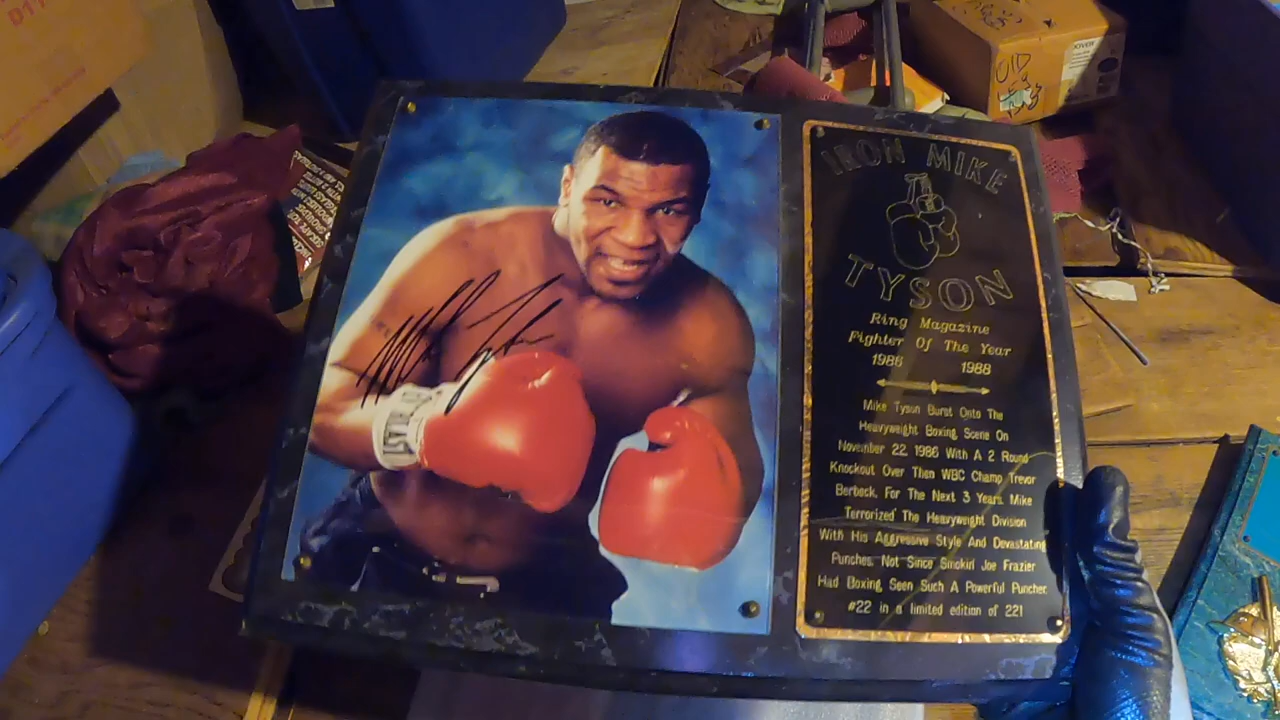 IRON MIKE
TYSON
Ring Magazine
Fighter Of The Year
1986 1988
Mike Tyson Burst Onto The
Heavyweight Boxing Scene On
November 22, 1986 With A 2 Round
Knockout Over Then WBC Champ Trevor
Berbeck. For The Next 3 Years, Mike
Terrorized The Heavyweight Division
With His Aggressive Style And Devastating
Punches. Not Since Smokin' Joe Frazier
Had Boxing Seen Such A Powerful Puncher.
#22 in a limited edition of 221
OLD